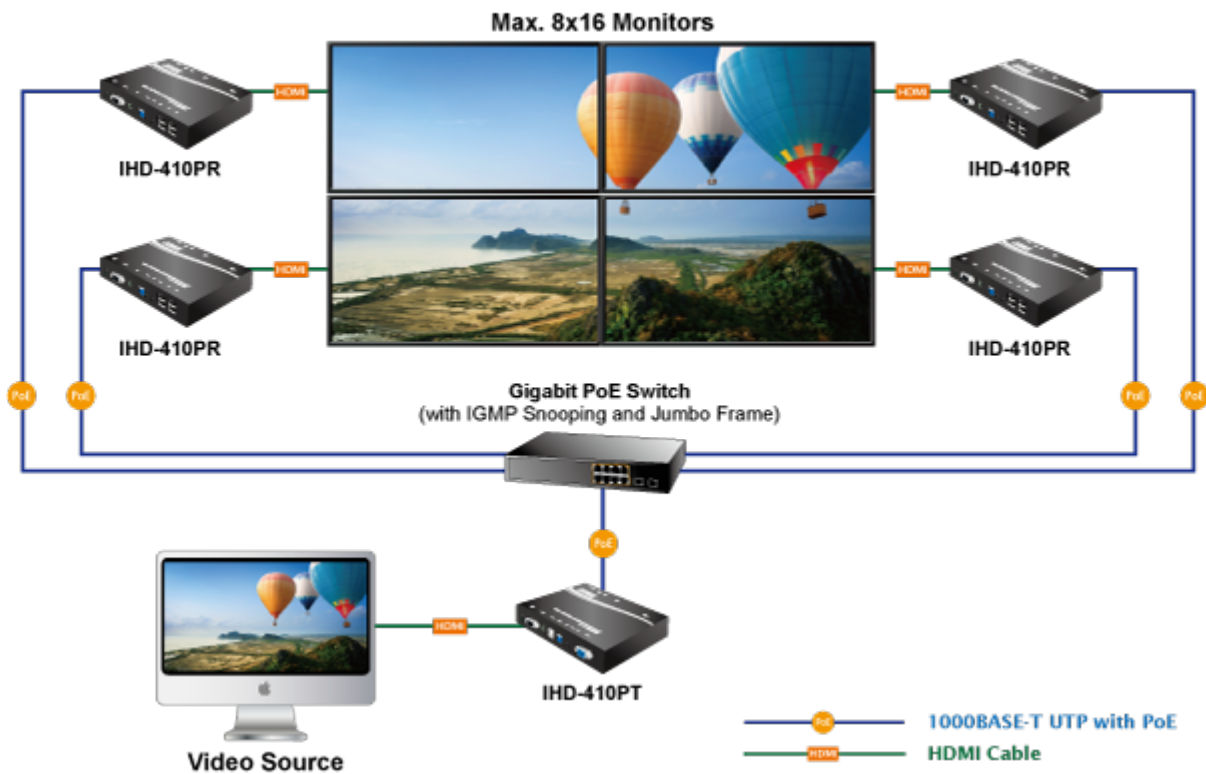 Max. 8x16 Monitors
HDMI
HDMI
IHD-410PR
IHD-410PR
HDMI
HDMI
IHD-410PR
IHD-410PR
PoE
PoE
Gigabit PoE Switch
(with IGMP Snooping and Jumbo Frame)
PoE
PoE
PoE
HDMI
IHD-410PT
Video Source
PoE
1000BASE-T UTP with PoE
HDMI
HDMI Cable